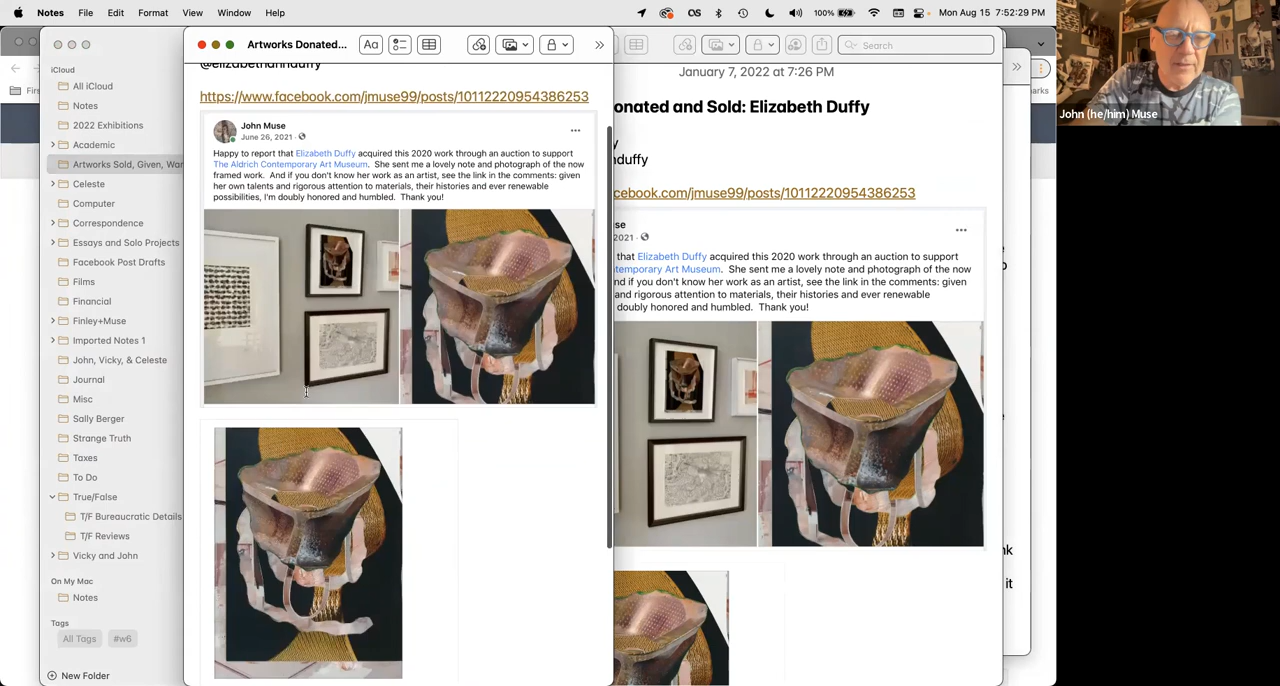 Notes File Edit Format View Window Help
100% Mon Aug 15 7:52:29 PM
iCloud
All iCloud
Notes
2022 Exhibitions
Academic
Artworks Sold, Given, War
Celeste
Computer
Correspondence
Essays and Solo Projects
Facebook Post Drafts
Films
Financial
Finley+Muse
Imported Notes 1
John, Vicky, & Celeste
Journal
Misc
Sally Berger
Strange Truth
Taxes
To Do
True/False
T/F Bureaucratic Details
T/F Reviews
Vicky and John
On My Mac
Notes
Tags
All Tags #w6
New Folder
Artworks Donated... Aa
@elizabethannduffy
https://www.facebook.com/jmuse99/posts/10112220954386253
John Muse
June 26, 2021 ·
Happy to report that Elizabeth Duffy acquired this 2020 work through an auction to support
The Aldrich Contemporary Art Museum. She sent me a lovely note and photograph of the now
framed work. And if you don't know her work as an artist, see the link in the comments: given
her own talents and rigorous attention to materials, their histories and ever renewable
possibilities, I'm doubly honored and humbled. Thank you!
Search
January 7, 2022 at 7:26 PM
onated and Sold: Elizabeth Duffy
y
nduffy
cebook.com/jmuse99/posts/10112220954386253
se
2021 ·
that Elizabeth Duffy acquired this 2020 work through an auction to support
temporary Art Museum. She sent me a lovely note and photograph of the now
nd if you don't know her work as an artist, see the link in the comments: given
and rigorous attention to materials, their histories and ever renewable
doubly honored and humbled. Thank you!
nk
it
arks
Firs
John (he/him) Muse